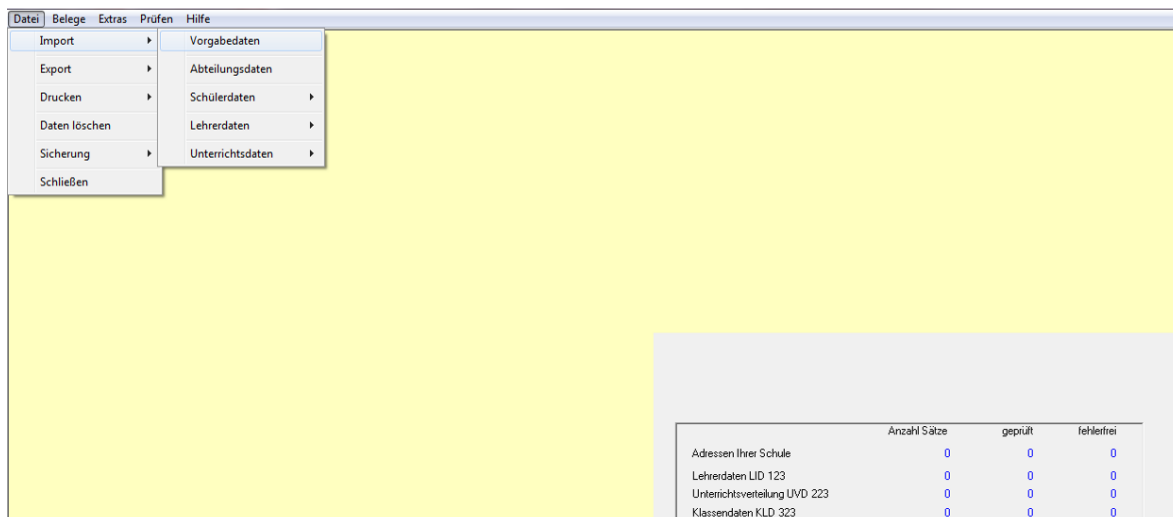 Datei Belege Extras Prüfen Hilfe
Import Vorgabedaten
Export Abteilungsdaten
Drucken Schülerdaten
Daten löschen Lehrerdaten
Sicherung Unterrichtsdaten
Schließen
Anzahl Sätze geprüft fehlerfrei
Adressen Ihrer Schule 0 0 0
Lehrerdaten LID 123 0 0 0
Unterrichtsverteilung UVD 223 0 0 0
Klassendaten KLD 323 0 0 0